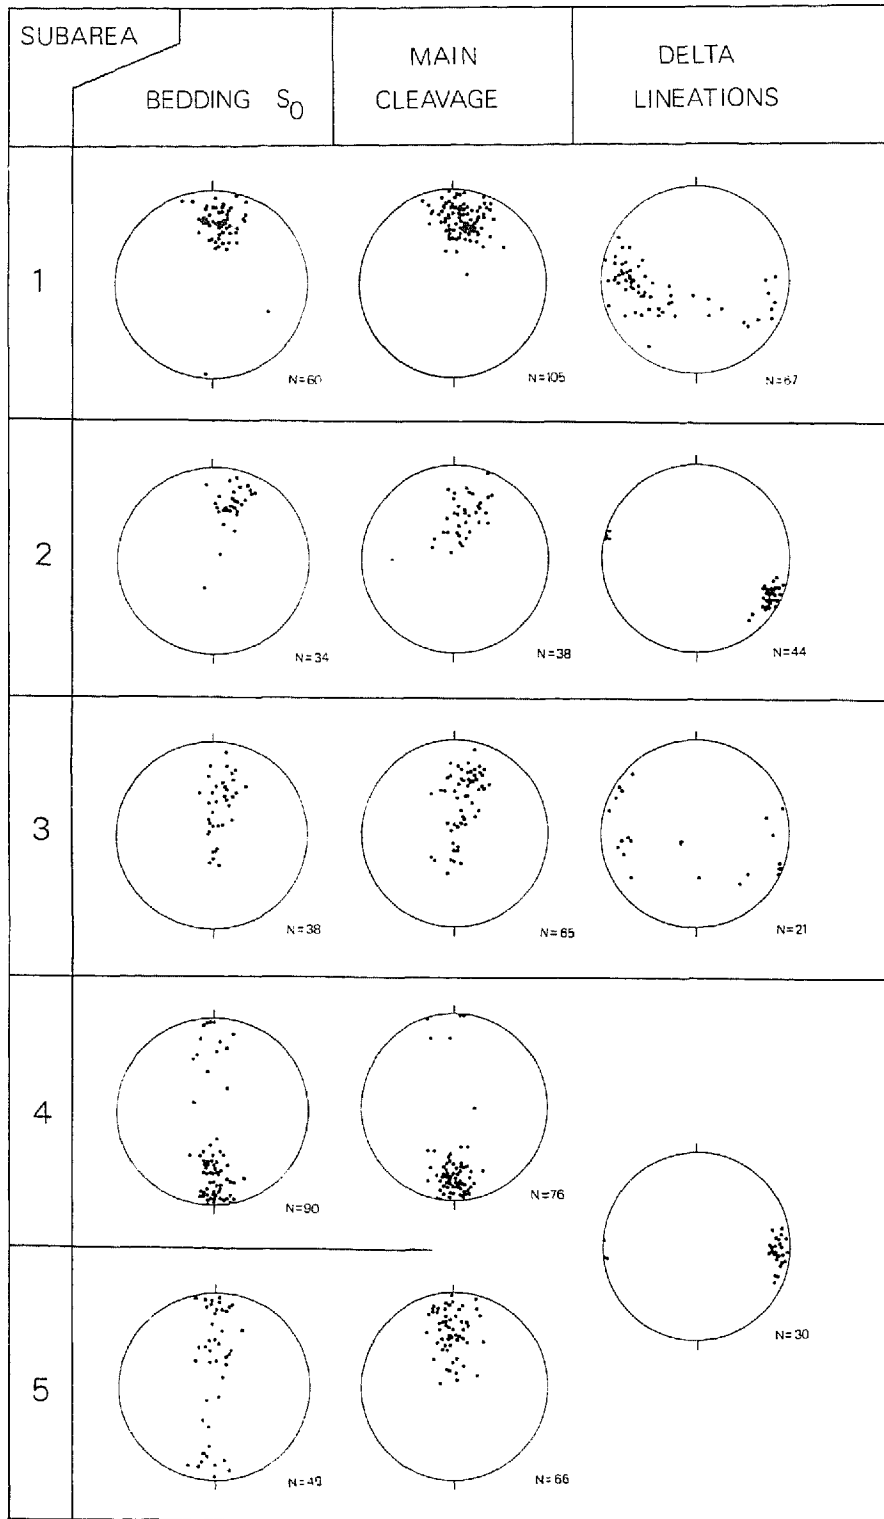 SUBAREA
BEDDING S0
MAIN
CLEAVAGE
DELTA
LINEATIONS
1
N=60
N=105
N=67
2
N=34
N=38
N=44
3
N=38
N=65
N=21
4
N=90
N=76
N=30
5
N=49
N=66